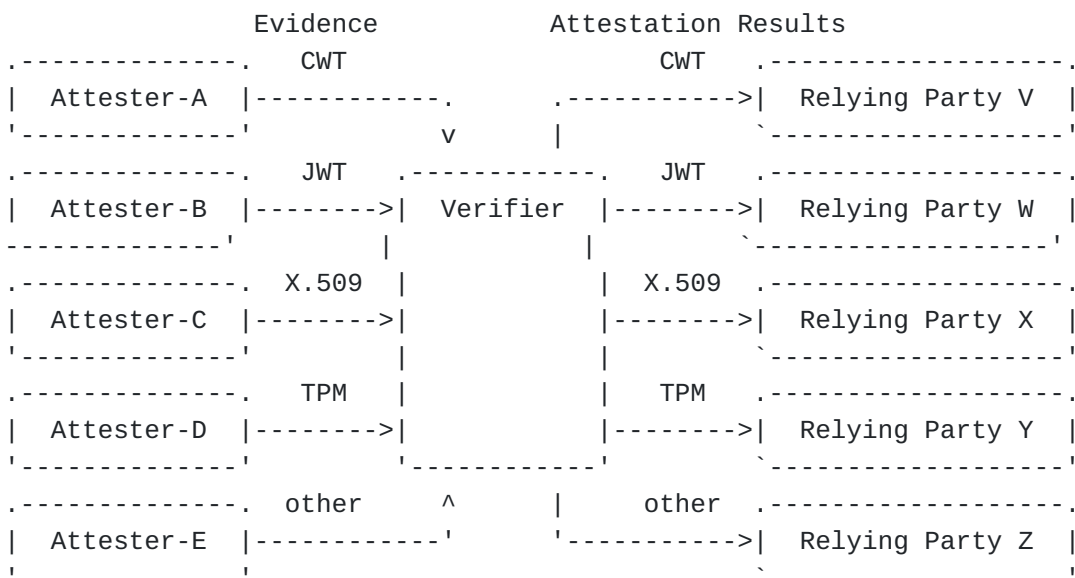 Evidence           Attestation Results
.--------------.   CWT                    CWT   .-------------------.
|  Attester-A  |------------.      .----------->|  Relying Party V  |
'--------------'            v      |            `-------------------'
.--------------.   JWT   .------------.   JWT   .-------------------.
|  Attester-B  |-------->|  Verifier  |-------->|  Relying Party W  |
--------------'         |            |         `-------------------'
.--------------.  X.509  |            |  X.509  .-------------------.
|  Attester-C  |-------->|            |-------->|  Relying Party X  |
'--------------'         |            |         `-------------------'
.--------------.   TPM   |            |   TPM   .-------------------.
|  Attester-D  |-------->|            |-------->|  Relying Party Y  |
'--------------'         '------------'         `-------------------'
.--------------.  other     ^      |     other  .-------------------.
|  Attester-E  |------------'      '----------->|  Relying Party Z  |
'              '                                `                   '